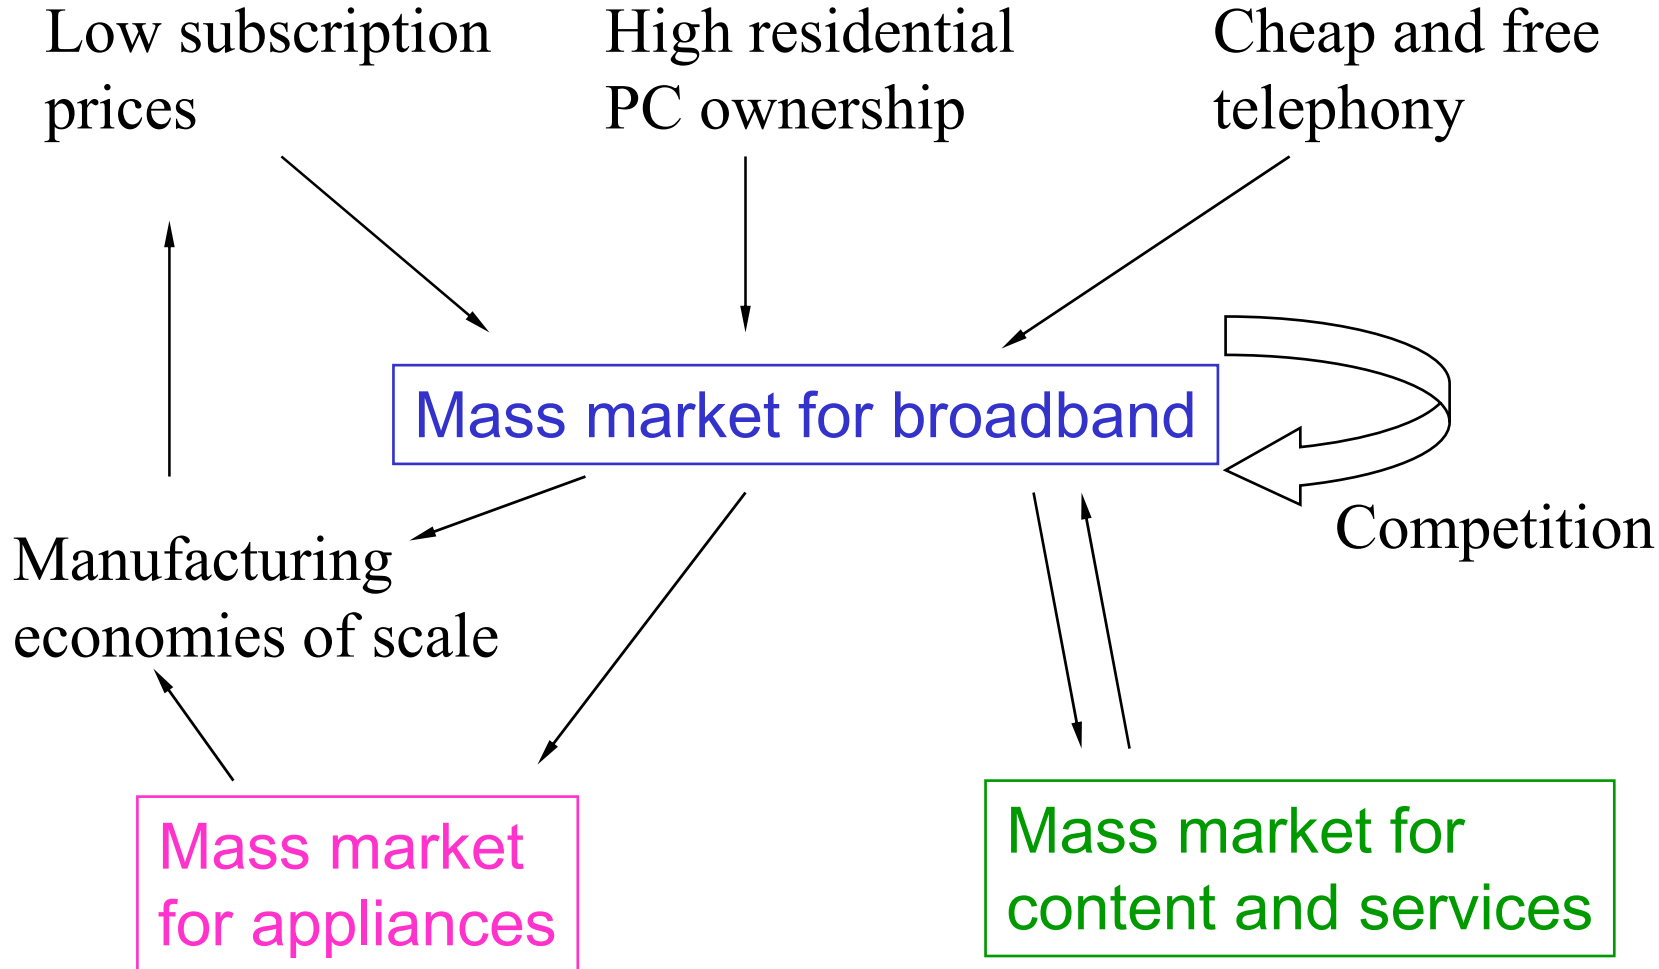 Low subscription
prices
High residential
PC ownership
Cheap and free
telephony
Mass market for broadband
Competition
Manufacturing
economies of scale
Mass market
for appliances
Mass market for
content and services